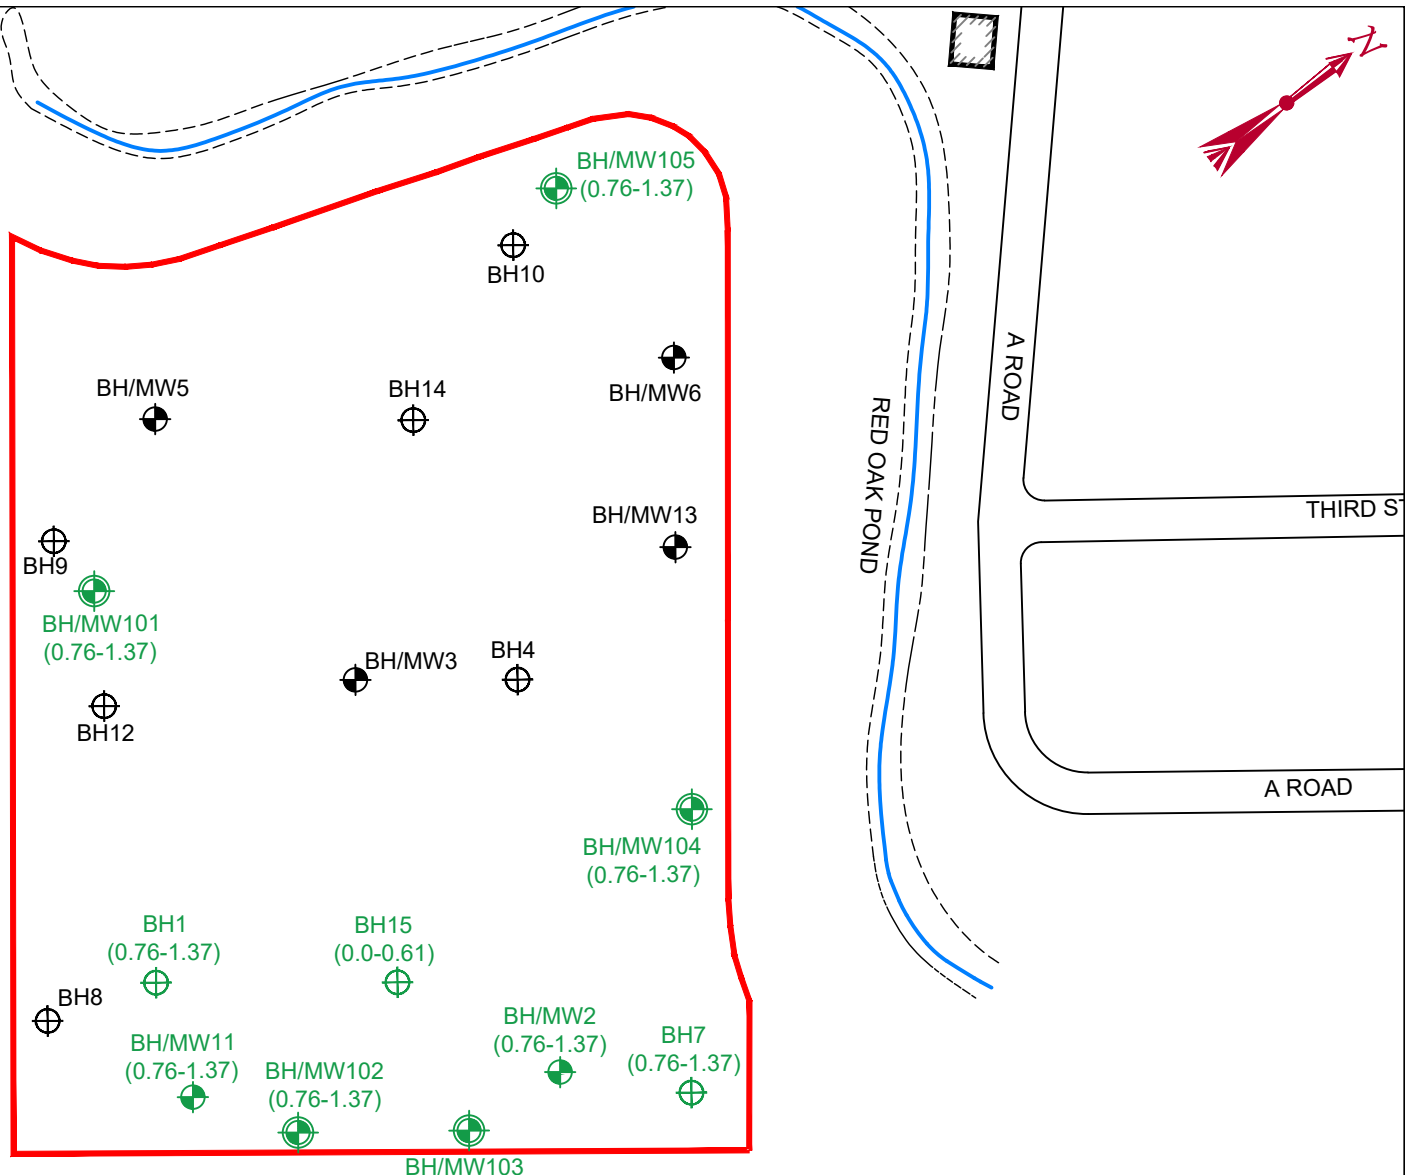 N
BH/MW105
(0.76-1.37)
BH10
BH/MW5
BH14
BH/MW6
A ROAD
RED OAK POND
THIRD ST
BH/MW13
BH9
BH/MW101
(0.76-1.37)
BH/MW3
BH4
BH12
A ROAD
BH/MW104
(0.76-1.37)
BH1
(0.76-1.37)
BH15
(0.0-0.61)
BH8
BH/MW2
(0.76-1.37)
BH7
(0.76-1.37)
BH/MW11
(0.76-1.37)
BH/MW102
(0.76-1.37)
BH/MW103